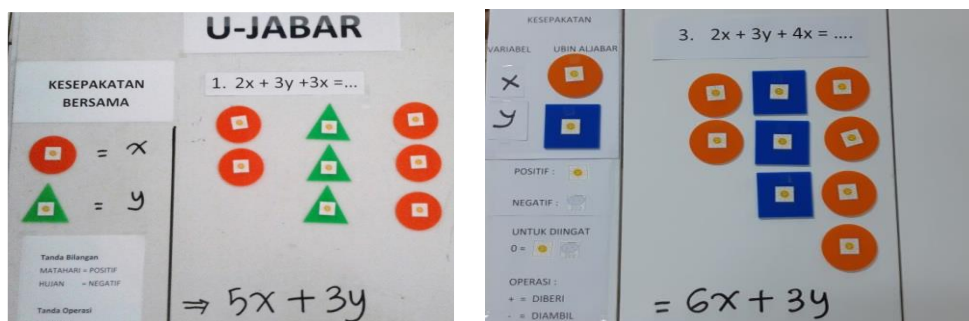 U-JABAR
KESEPAKATAN
BERSAMA
= x
= y
Tanda Bilangan
MATAHARI = POSITIF
HUJAN = NEGATIF
Tanda Operasi
1. 2x + 3y +3x =...
⇒ 5x + 3y
KESEPAKATAN
VARIABEL UBIN ALJABAR
x
y
POSITIF :
NEGATIF :
UNTUK DIINGAT
0 =
OPERASI :
+ = DIBERI
- = DIAMBIL
3. 2x + 3y + 4x = ....
= 6x + 3y